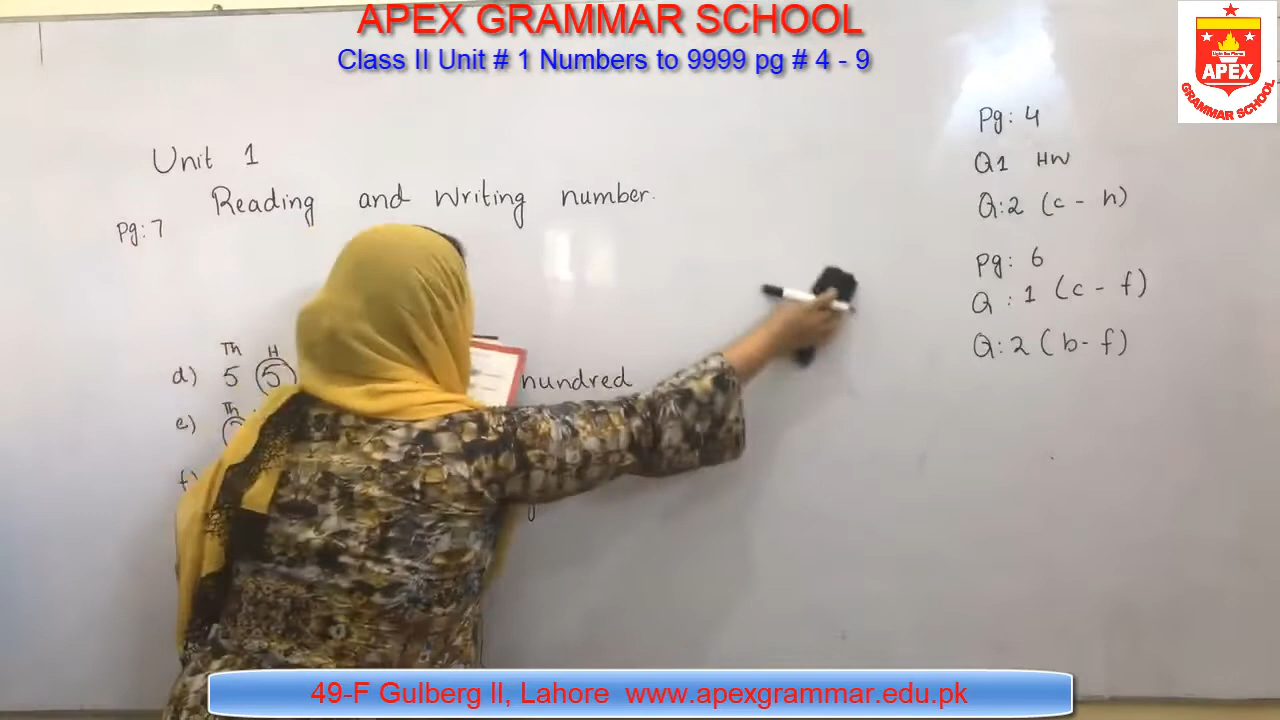 APEX GRAMMAR SCHOOL
Class II Unit # 1 Numbers to 9999 pg # 4 - 9
APEX
GRAMMAR SCHOOL
Unit 1
Reading and Writing number.
Pg: 7
Th H
d) 5 5 hundred
Th
e)
f)
Pg: 4
Q1 HW
Q:2 (c - h)
Pg: 6
Q: 1 (c - f)
Q:2 (b - f)
49-F Gulberg II, Lahore www.apexgrammar.edu.pk